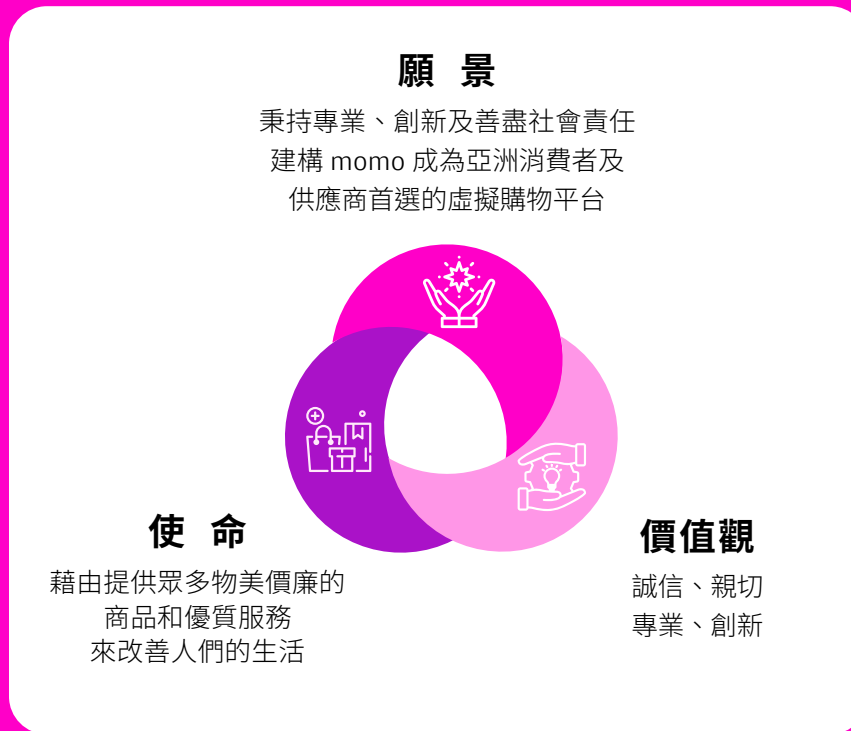 願 景
秉持專業、創新及善盡社會責任
建構 momo 成為亞洲消費者及
供應商首選的虛擬購物平台
使 命
藉由提供眾多物美價廉的
商品和優質服務
來改善人們的生活
價值觀
誠信、親切
專業、創新